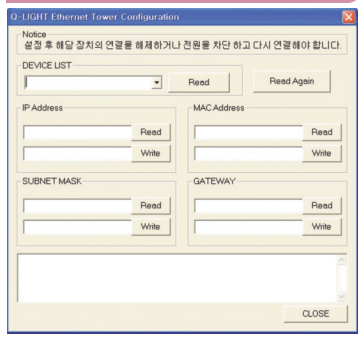 Q-LIGHT Ethernet Tower Configuration
Notice
설정 후 해당 장치의 연결을 해제하거나 전원을 차단 하고 다시 연결해야 합니다.
DEVICE LIST
Read
Read Again
IP Address
MAC Address
Read
Read
Write
Write
SUBNET MASK
GATEWAY
Read
Read
Write
Write
CLOSE